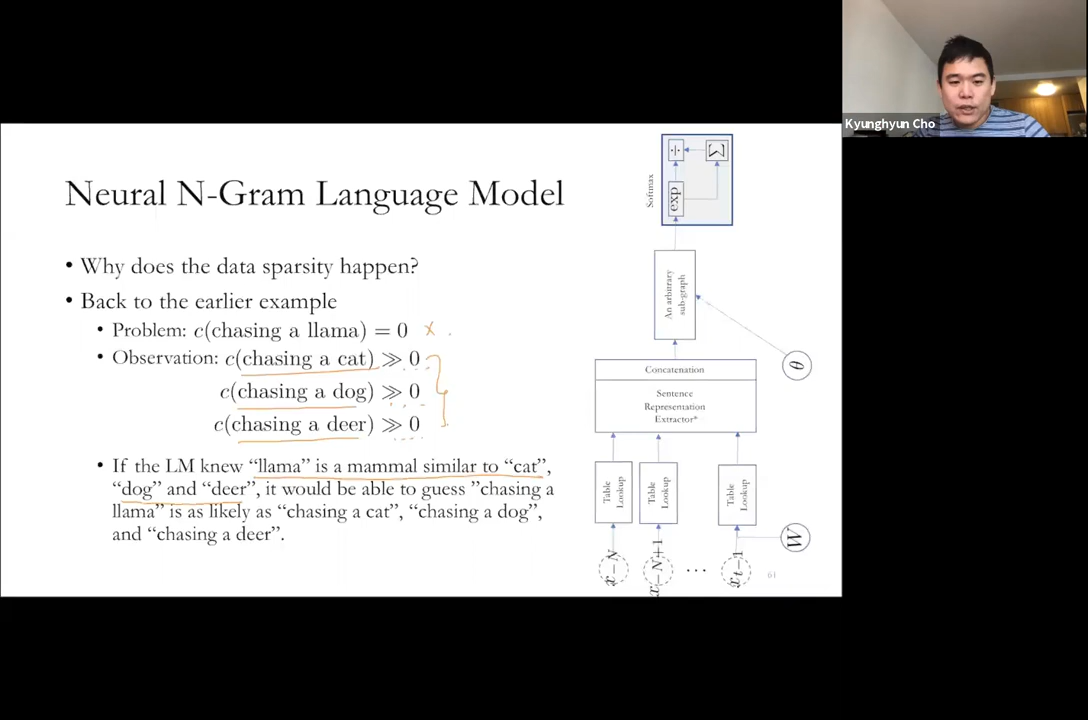 Kyunghyun Cho
Neural N-Gram Language Model
• Why does the data sparsity happen?
• Back to the earlier example
• Problem: c(chasing a llama) = 0 ×
• Observation: c(chasing a cat) ≫ 0
c(chasing a dog) ≫ 0
c(chasing a deer) ≫ 0
• If the LM knew “llama” is a mammal similar to “cat”,
“dog” and “deer”, it would be able to guess ”chasing a
llama” is as likely as “chasing a cat”, “chasing a dog”,
and “chasing a deer”.
Softmax
÷
Σ
exp
An arbitrary
sub-graph
θ
Concatenation
Sentence
Representation
Extractor*
Table
Lookup
Table
Lookup
Table
Lookup
W
x−N
x−N+1
...
xt−1
61